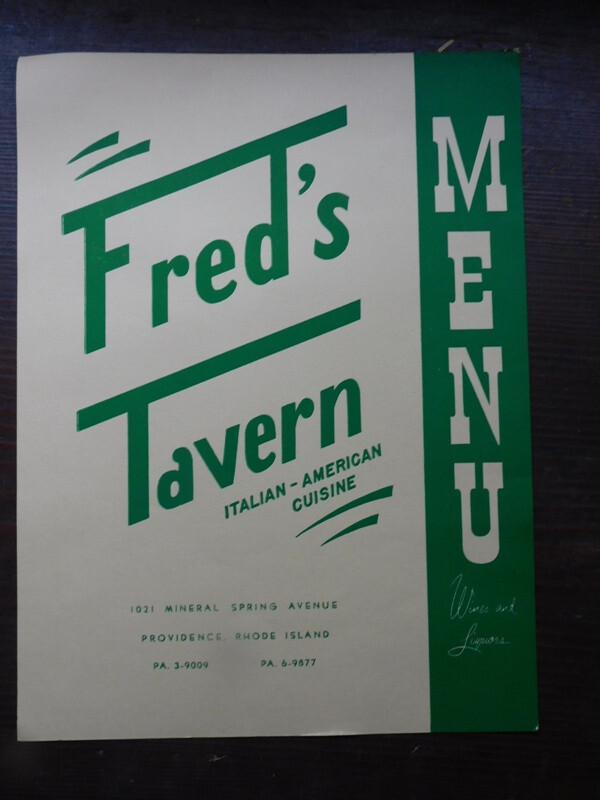 Fred's
Tavern
ITALIAN - AMERICAN
CUISINE
1021 MINERAL SPRING AVENUE
PROVIDENCE, RHODE ISLAND
PA. 3-9009 PA. 6-9877
MENU
Wines and
Liquors